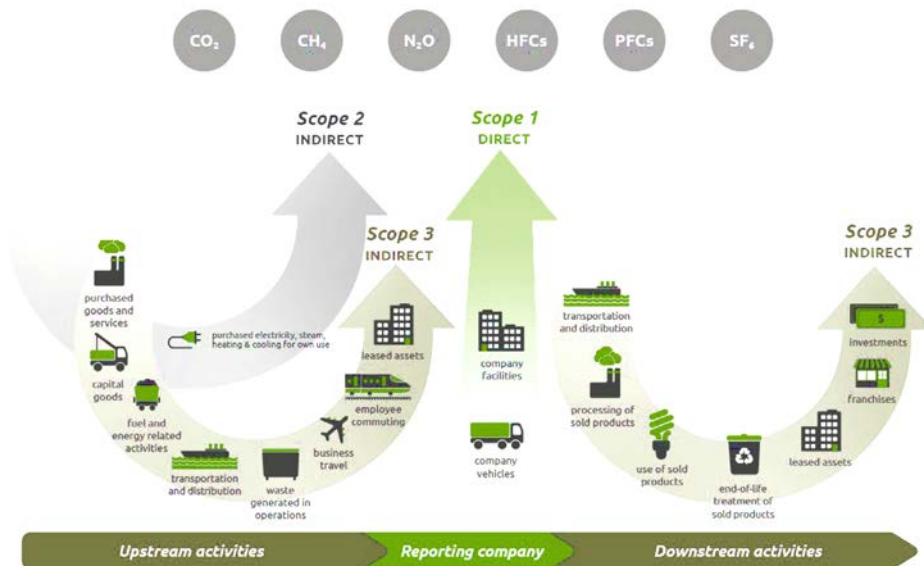 CO₂
CH₄
N₂O
HFCs
PFCs
SF₆
Scope 2
INDIRECT
Scope 1
DIRECT
Scope 3
INDIRECT
Scope 3
INDIRECT
purchased
goods and
services
capital
goods
fuel and
energy related
activities
transportation
and distribution
waste
generated in
operations
business
travel
employee
commuting
leased assets
purchased electricity, steam,
heating & cooling for own use
company
facilities
company
vehicles
transportation
and distribution
processing of
sold products
use of sold
products
end-of-life
treatment of
sold products
leased assets
franchises
$
investments
Upstream activities
Reporting company
Downstream activities